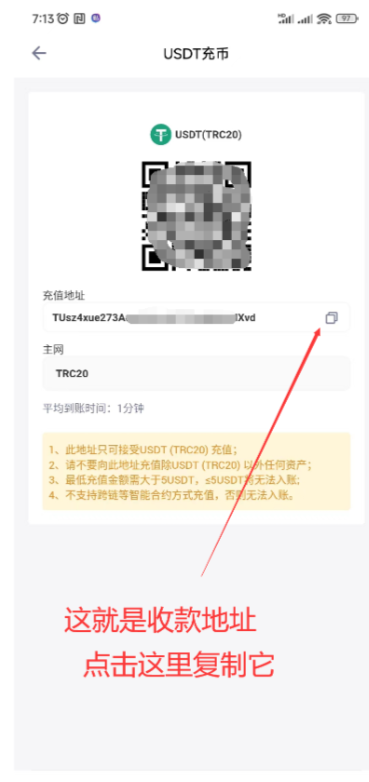 7:13
97
USDT充币
USDT(TRC20)
充值地址
TUsz4xue273A
Xvd
主网
TRC20
平均到账时间：1分钟
1、此地址只可接受USDT (TRC20) 充值；
2、请不要向此地址充值除USDT (TRC20) 以外任何资产；
3、最低充值金额需大于5USDT，≤5USDT将无法入账;
4、不支持跨链等智能合约方式充值，否则无法入账。
这就是收款地址
点击这里复制它